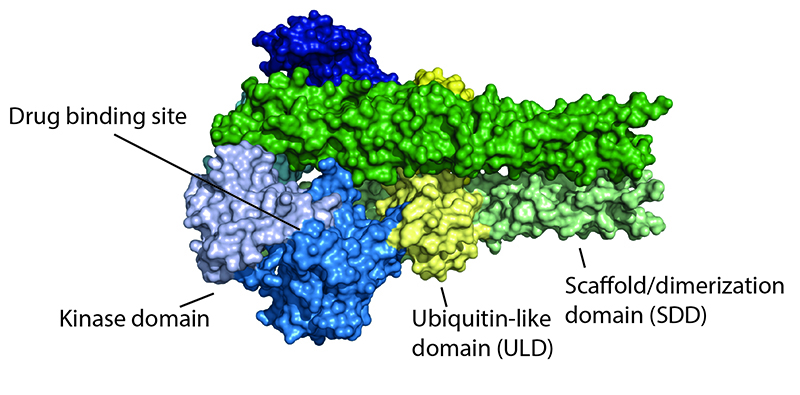 Drug binding site
Kinase domain
Ubiquitin-like
domain (ULD)
Scaffold/dimerization
domain (SDD)